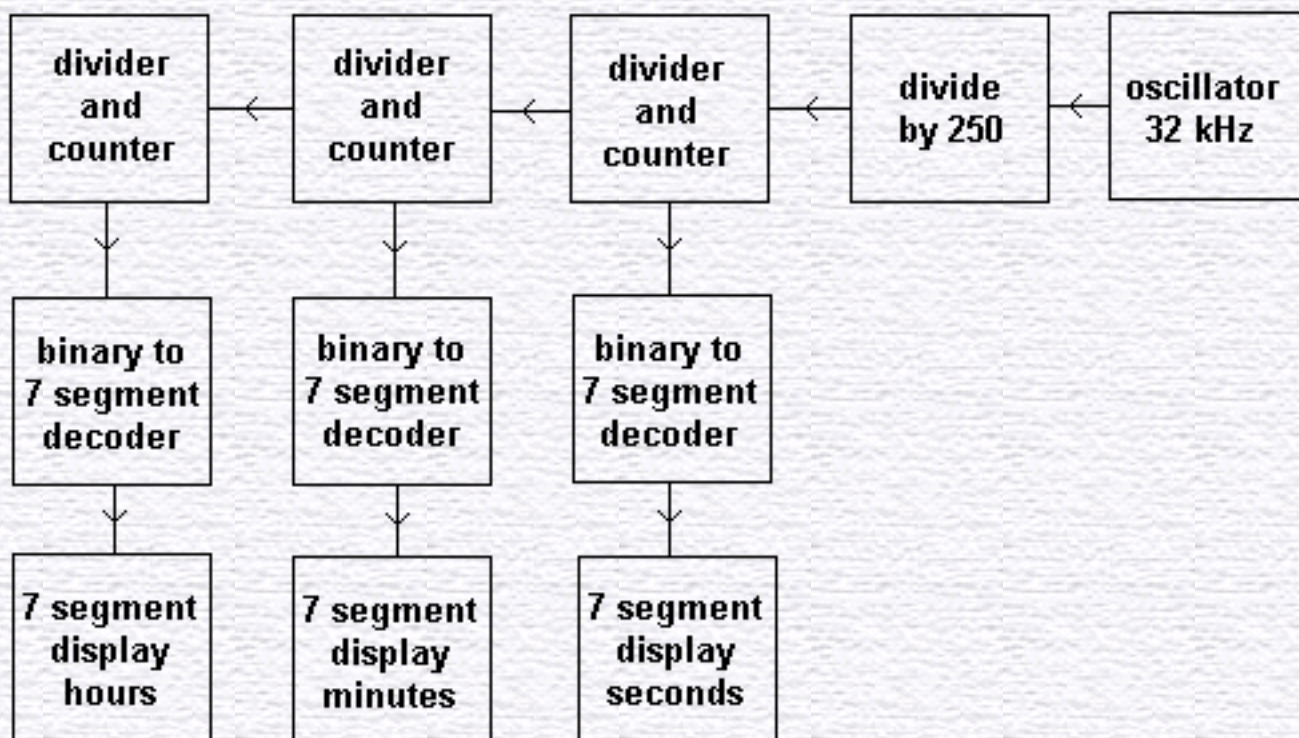 divider
and
counter
divider
and
counter
divider
and
counter
divide
by 250
oscillator
32 kHz
binary to
7 segment
decoder
binary to
7 segment
decoder
binary to
7 segment
decoder
7 segment
display
hours
7 segment
display
minutes
7 segment
display
seconds